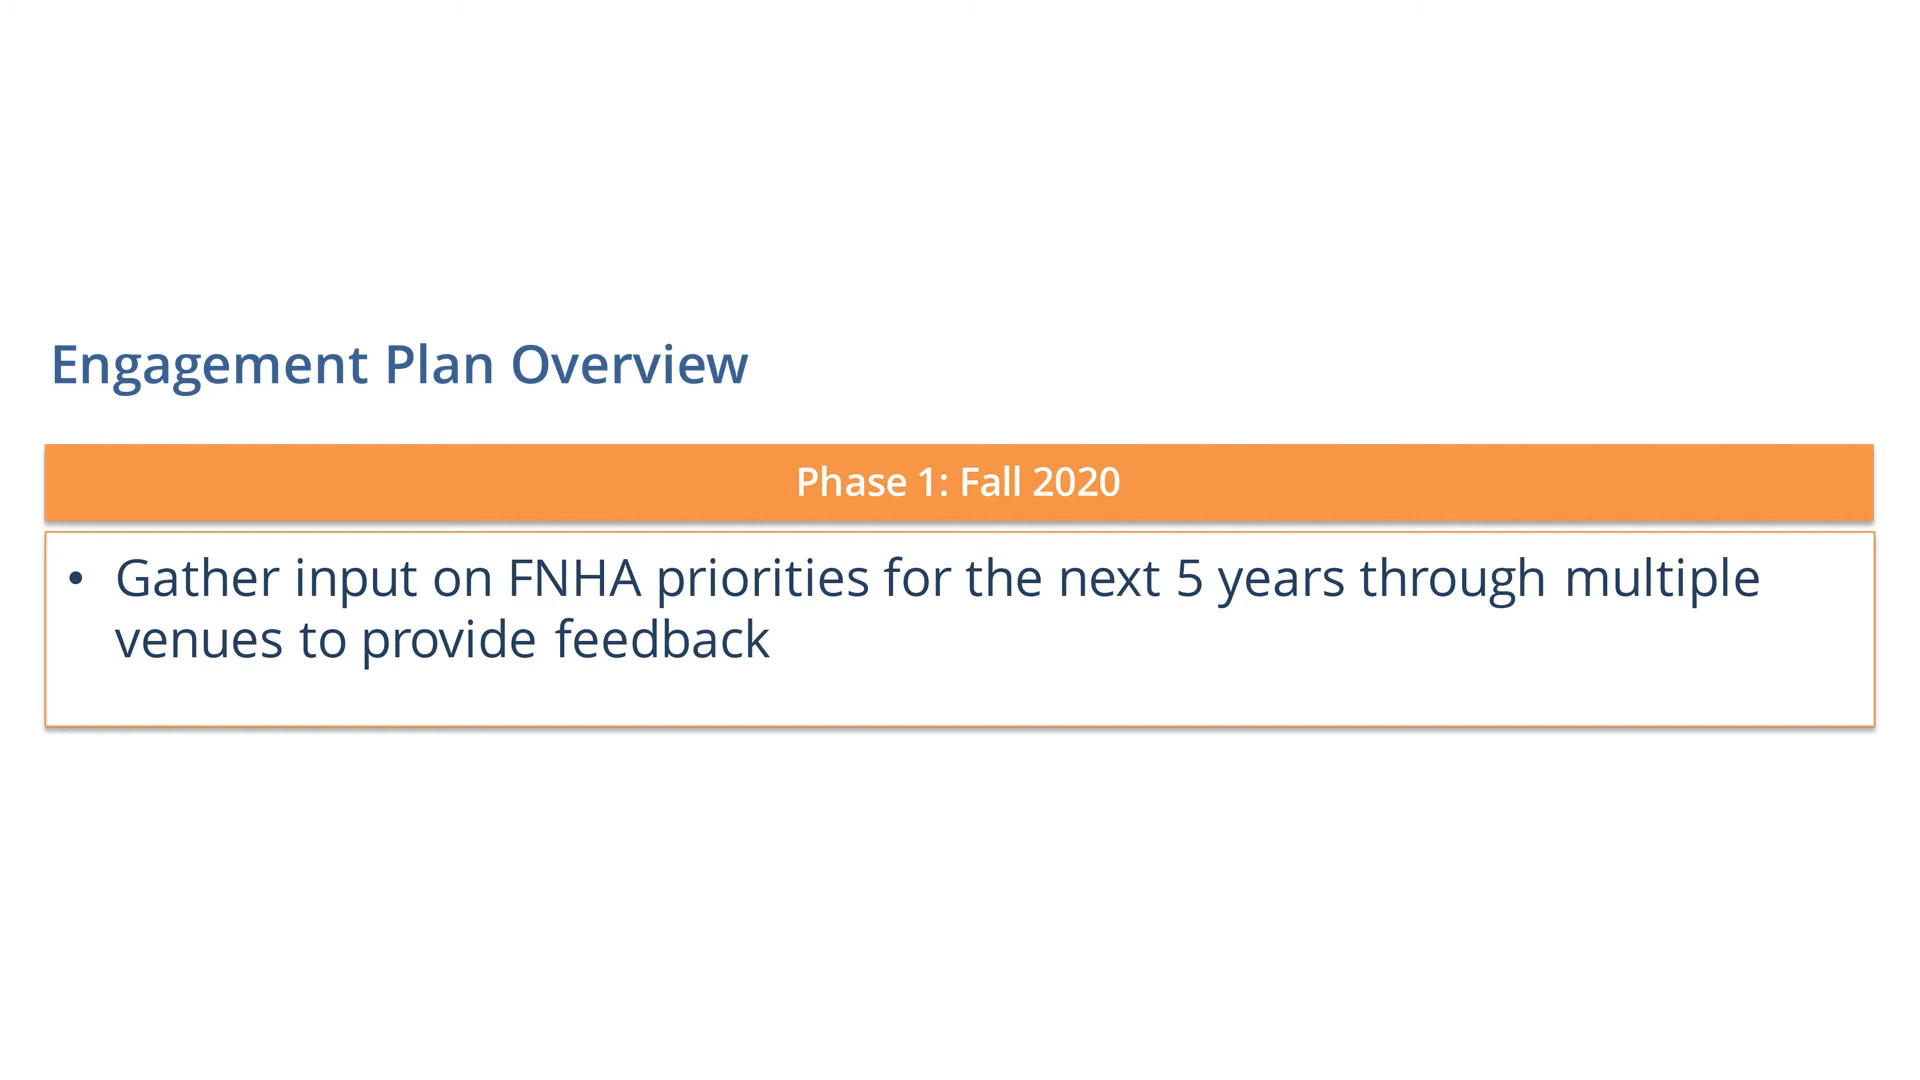 Engagement Plan Overview
Phase 1: Fall 2020
• Gather input on FNHA priorities for the next 5 years through multiple
venues to provide feedback